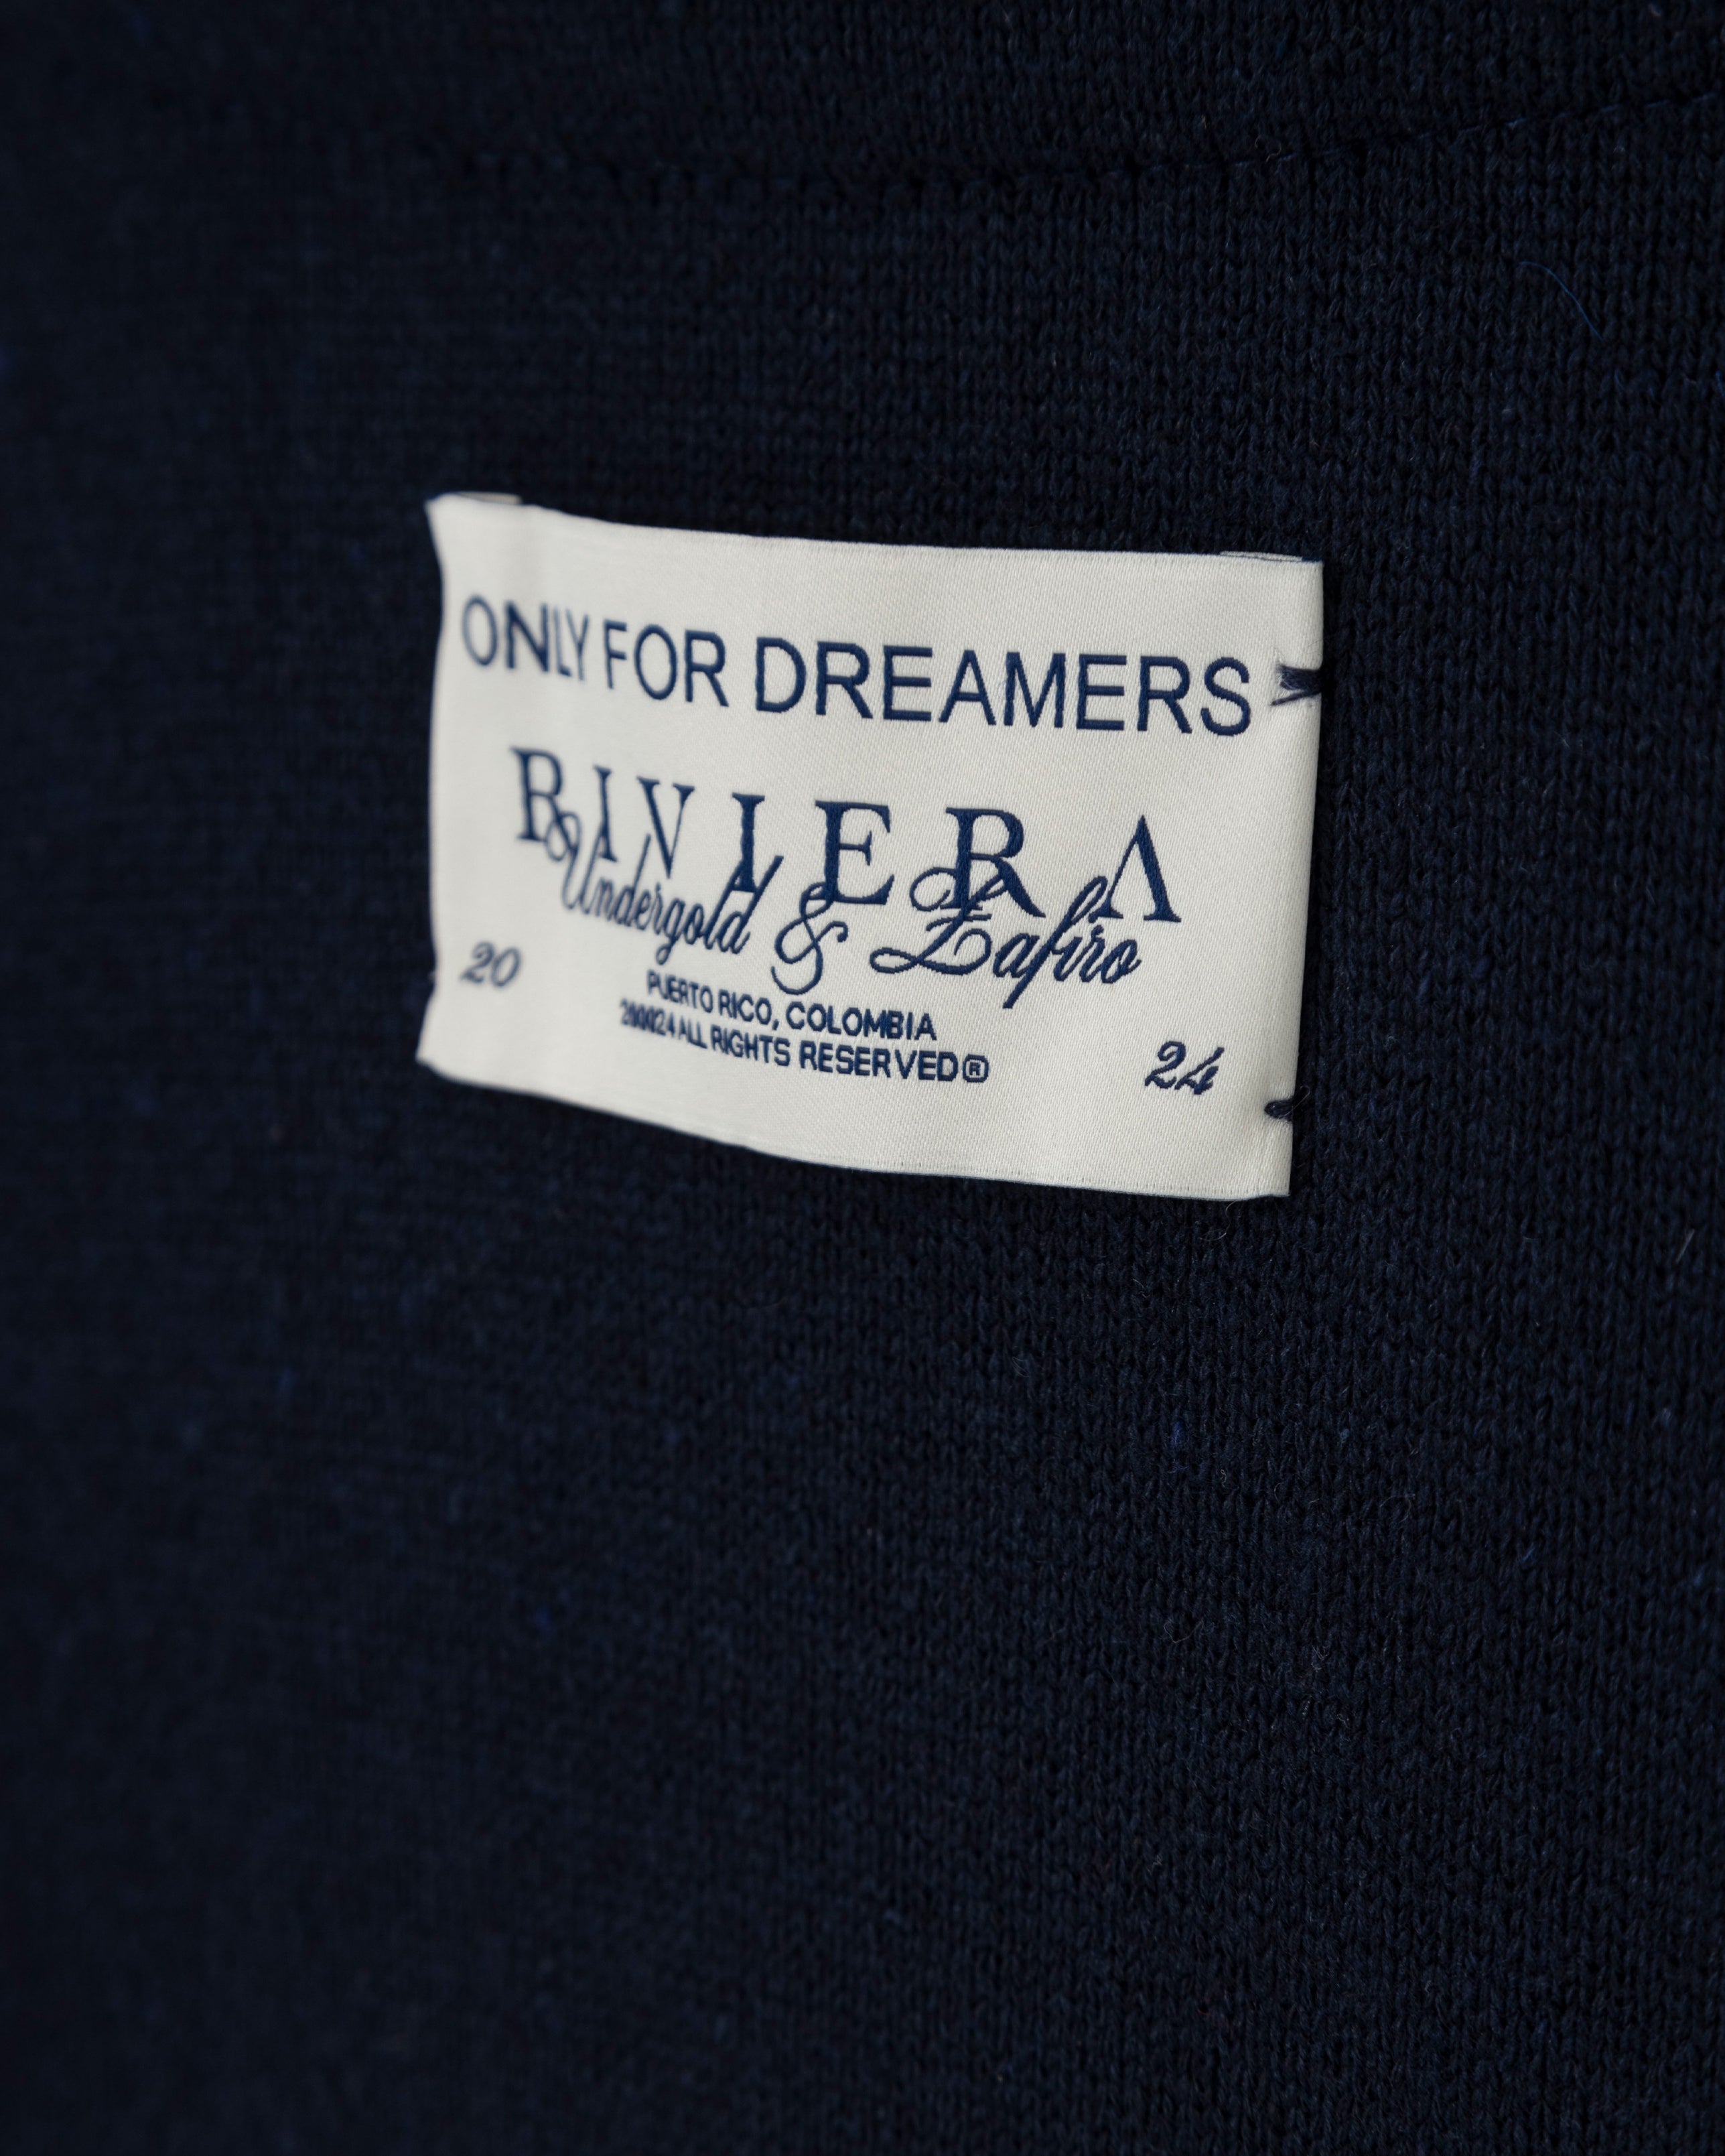 ONLY FOR DREAMERS
RIVIERA
& Undergold & Zafiro
20
PUERTO RICO, COLOMBIA
ALL RIGHTS RESERVED®
24